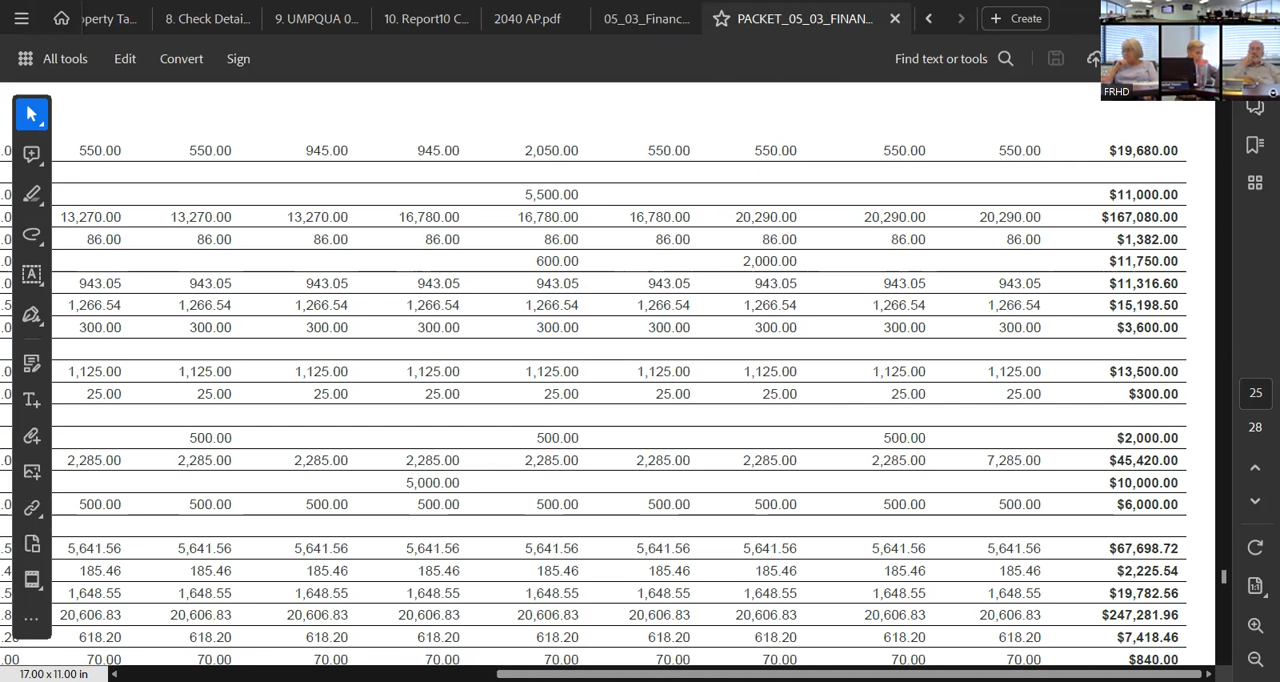 operty Ta...
8. Check Detai...
9. UMPQUA 0...
10. Report10 C...
2040 AP.pdf
05_03_Financ...
PACKET_05_03_FINAN...
Create
All tools
Edit
Convert
Sign
Find text or tools
FRHD
.0 550.00 550.00 945.00 945.00 2,050.00 550.00 550.00 550.00 550.00 $19,680.00
.0 5,500.00 $11,000.00
.0 13,270.00 13,270.00 13,270.00 16,780.00 16,780.00 16,780.00 20,290.00 20,290.00 20,290.00 $167,080.00
.0 86.00 86.00 86.00 86.00 86.00 86.00 86.00 86.00 86.00 $1,382.00
.0 600.00 2,000.00 $11,750.00
.0 943.05 943.05 943.05 943.05 943.05 943.05 943.05 943.05 943.05 $11,316.60
.5 1,266.54 1,266.54 1,266.54 1,266.54 1,266.54 1,266.54 1,266.54 1,266.54 1,266.54 $15,198.50
.0 300.00 300.00 300.00 300.00 300.00 300.00 300.00 300.00 300.00 $3,600.00
.0 1,125.00 1,125.00 1,125.00 1,125.00 1,125.00 1,125.00 1,125.00 1,125.00 1,125.00 $13,500.00
.0 25.00 25.00 25.00 25.00 25.00 25.00 25.00 25.00 25.00 $300.00
500.00 500.00 500.00 $2,000.00
.0 2,285.00 2,285.00 2,285.00 2,285.00 2,285.00 2,285.00 2,285.00 2,285.00 7,285.00 $45,420.00
5,000.00 $10,000.00
.0 500.00 500.00 500.00 500.00 500.00 500.00 500.00 500.00 500.00 $6,000.00
.5 5,641.56 5,641.56 5,641.56 5,641.56 5,641.56 5,641.56 5,641.56 5,641.56 5,641.56 $67,698.72
.4 185.46 185.46 185.46 185.46 185.46 185.46 185.46 185.46 185.46 $2,225.54
.5 1,648.55 1,648.55 1,648.55 1,648.55 1,648.55 1,648.55 1,648.55 1,648.55 1,648.55 $19,782.56
.8 20,606.83 20,606.83 20,606.83 20,606.83 20,606.83 20,606.83 20,606.83 20,606.83 20,606.83 $247,281.96
.20 618.20 618.20 618.20 618.20 618.20 618.20 618.20 618.20 618.20 $7,418.46
.00 70.00 70.00 70.00 70.00 70.00 70.00 70.00 70.00 70.00 $840.00
25
28
17.00 x 11.00 in